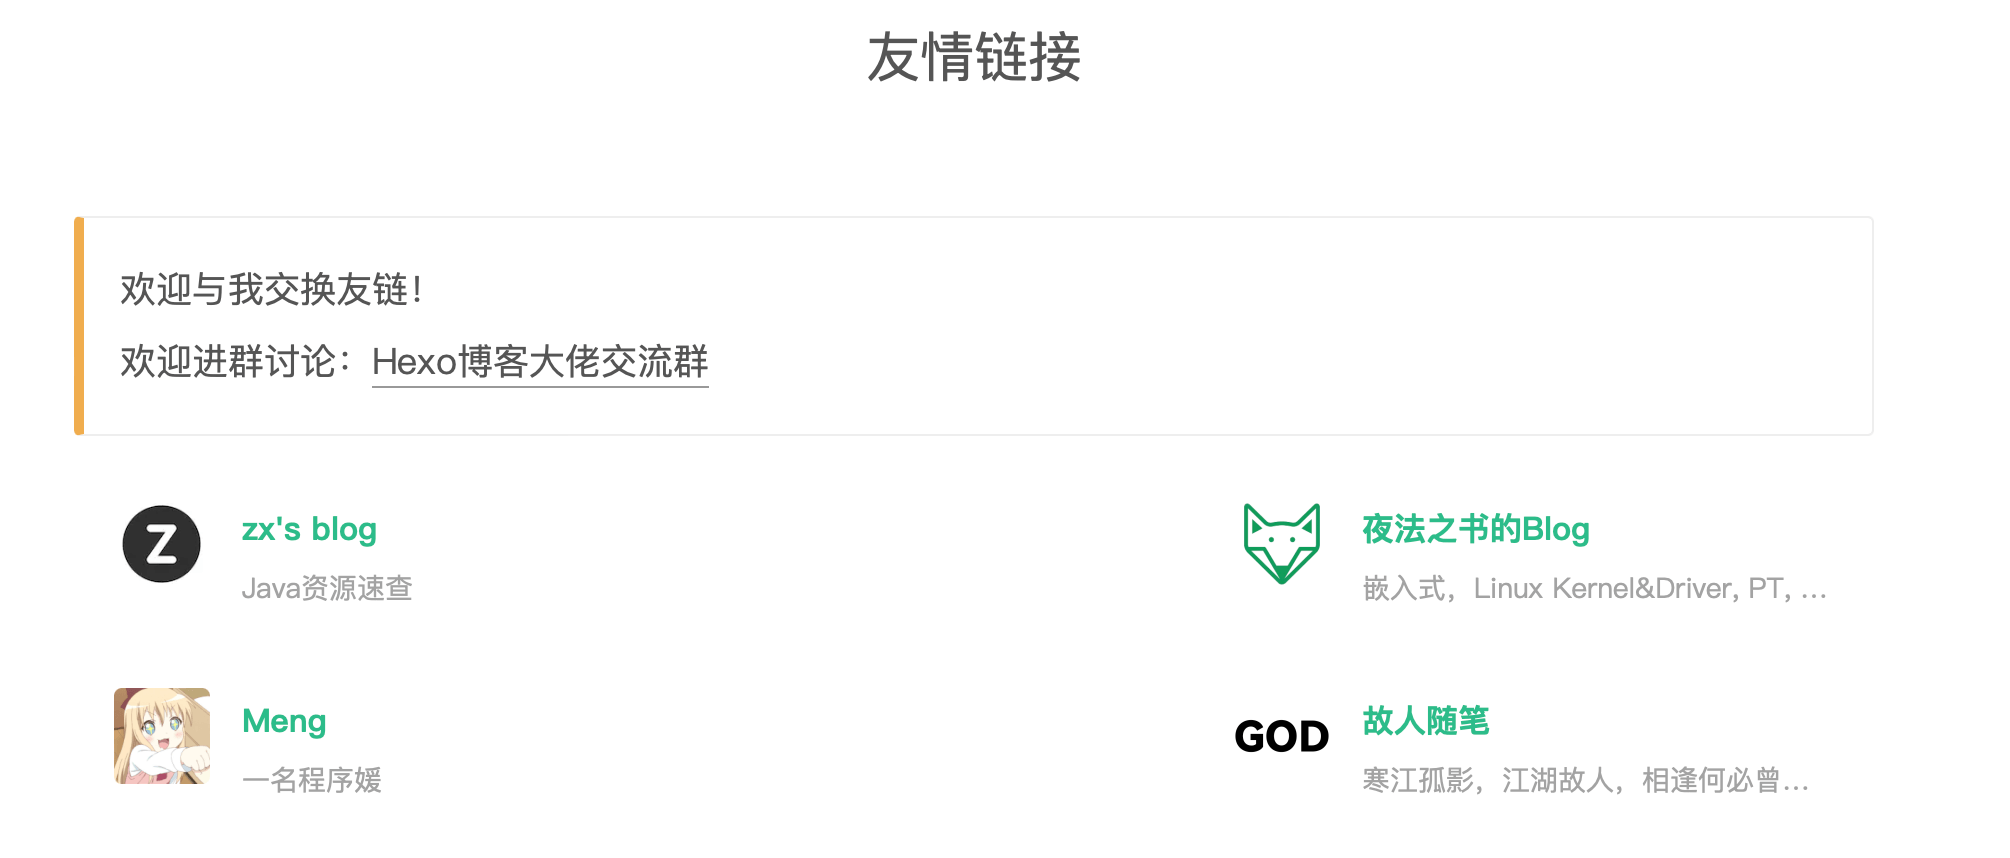 友情链接
欢迎与我交换友链！
欢迎进群讨论：Hexo博客大佬交流群
Z
zx's blog
Java资源速查
夜法之书的Blog
嵌入式，Linux Kernel&Driver, PT, ...
Meng
一名程序媛
GOD
故人随笔
寒江孤影，江湖故人，相逢何必曾...